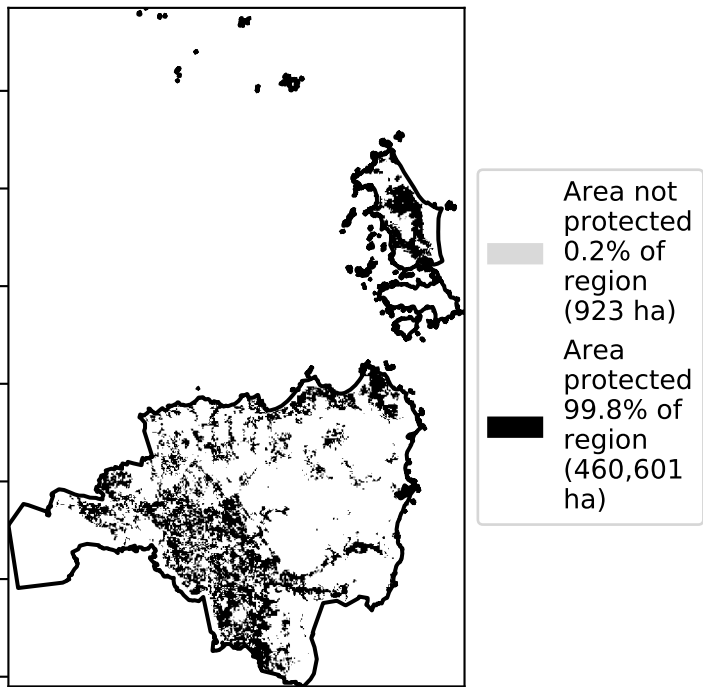 Area not
protected
0.2% of
region
(923 ha)
Area
protected
99.8% of
region
(460,601
ha)